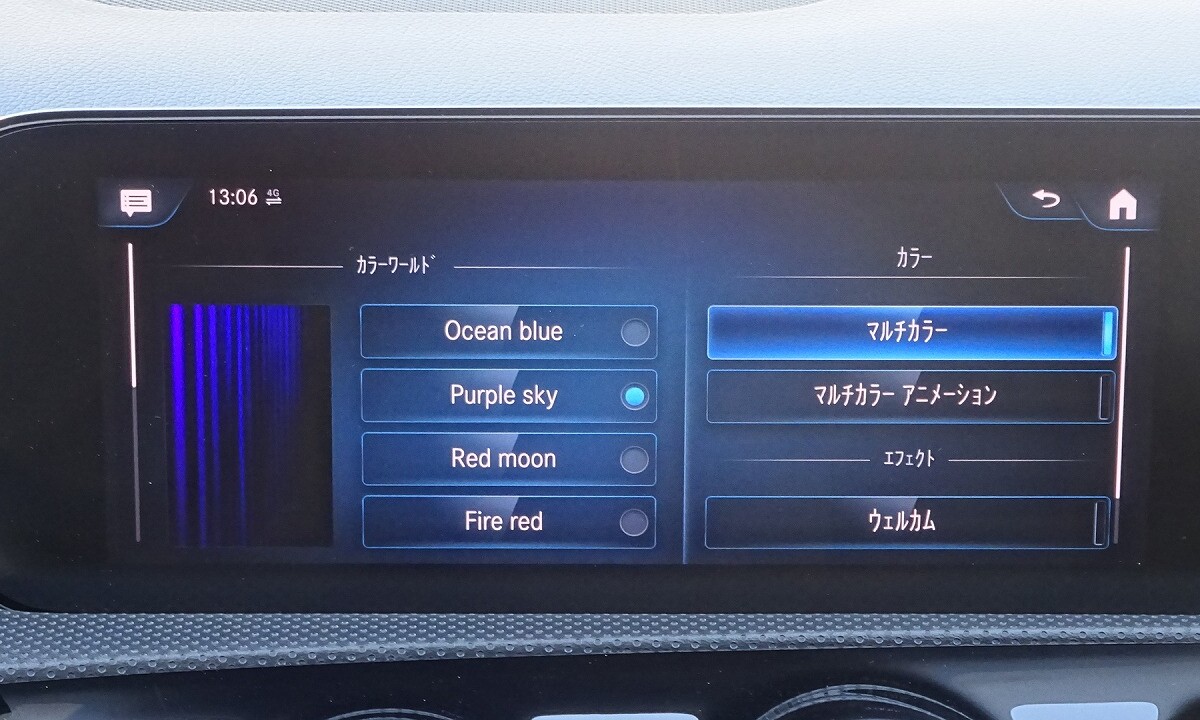 13:06 4G
ｶﾗｰﾜｰﾙﾄﾞ
Ocean blue
Purple sky
Red moon
Fire red
ｶﾗｰ
ﾏﾙﾁｶﾗｰ
ﾏﾙﾁｶﾗｰ ｱﾆﾒｰｼｮﾝ
ｴﾌｪｸﾄ
ｳｪﾙｶﾑ